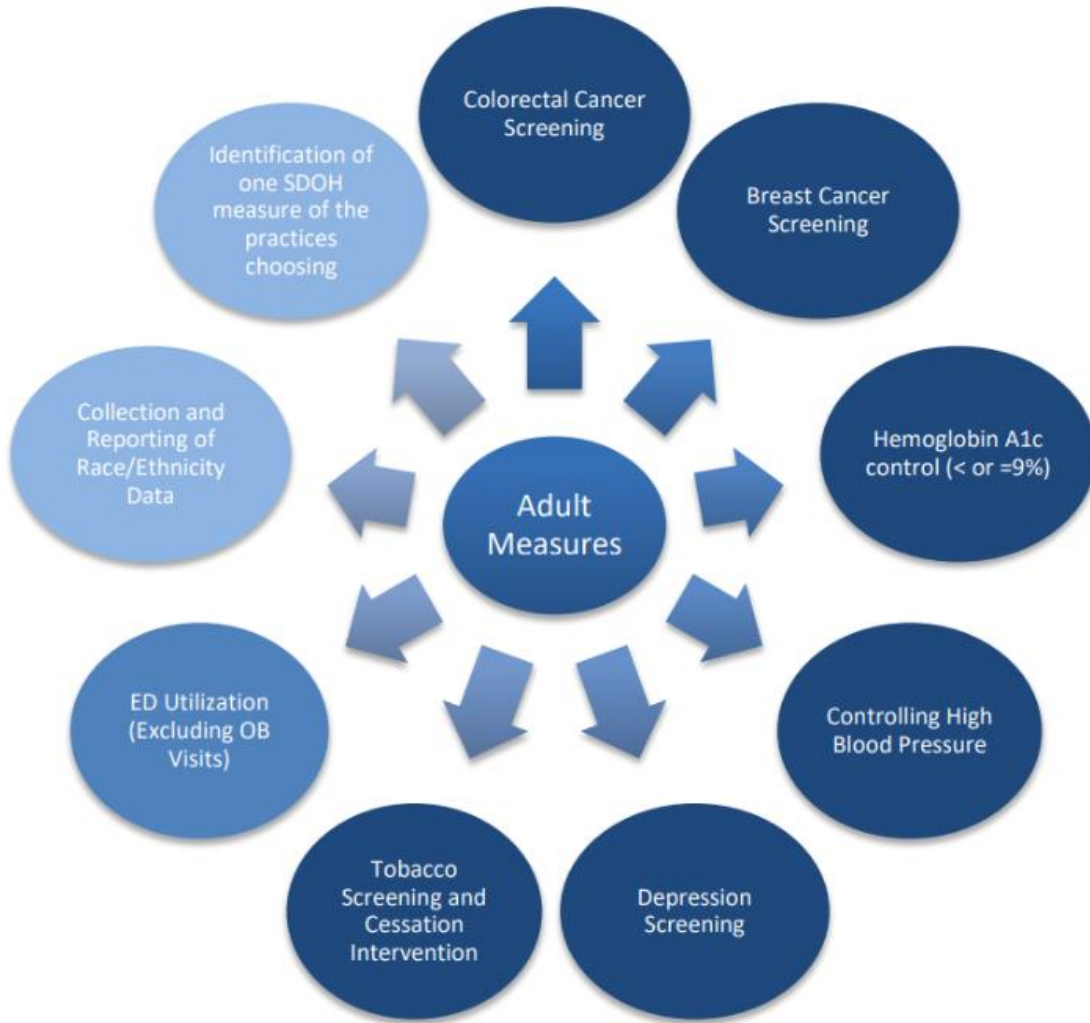 Colorectal Cancer
Screening
Breast Cancer
Screening
Hemoglobin A1c
control (< or =9%)
Controlling High
Blood Pressure
Depression
Screening
Tobacco
Screening and
Cessation
Intervention
ED Utilization
(Excluding OB
Visits)
Collection and
Reporting of
Race/Ethnicity
Data
Identification of
one SDOH
measure of the
practices
choosing
Adult
Measures